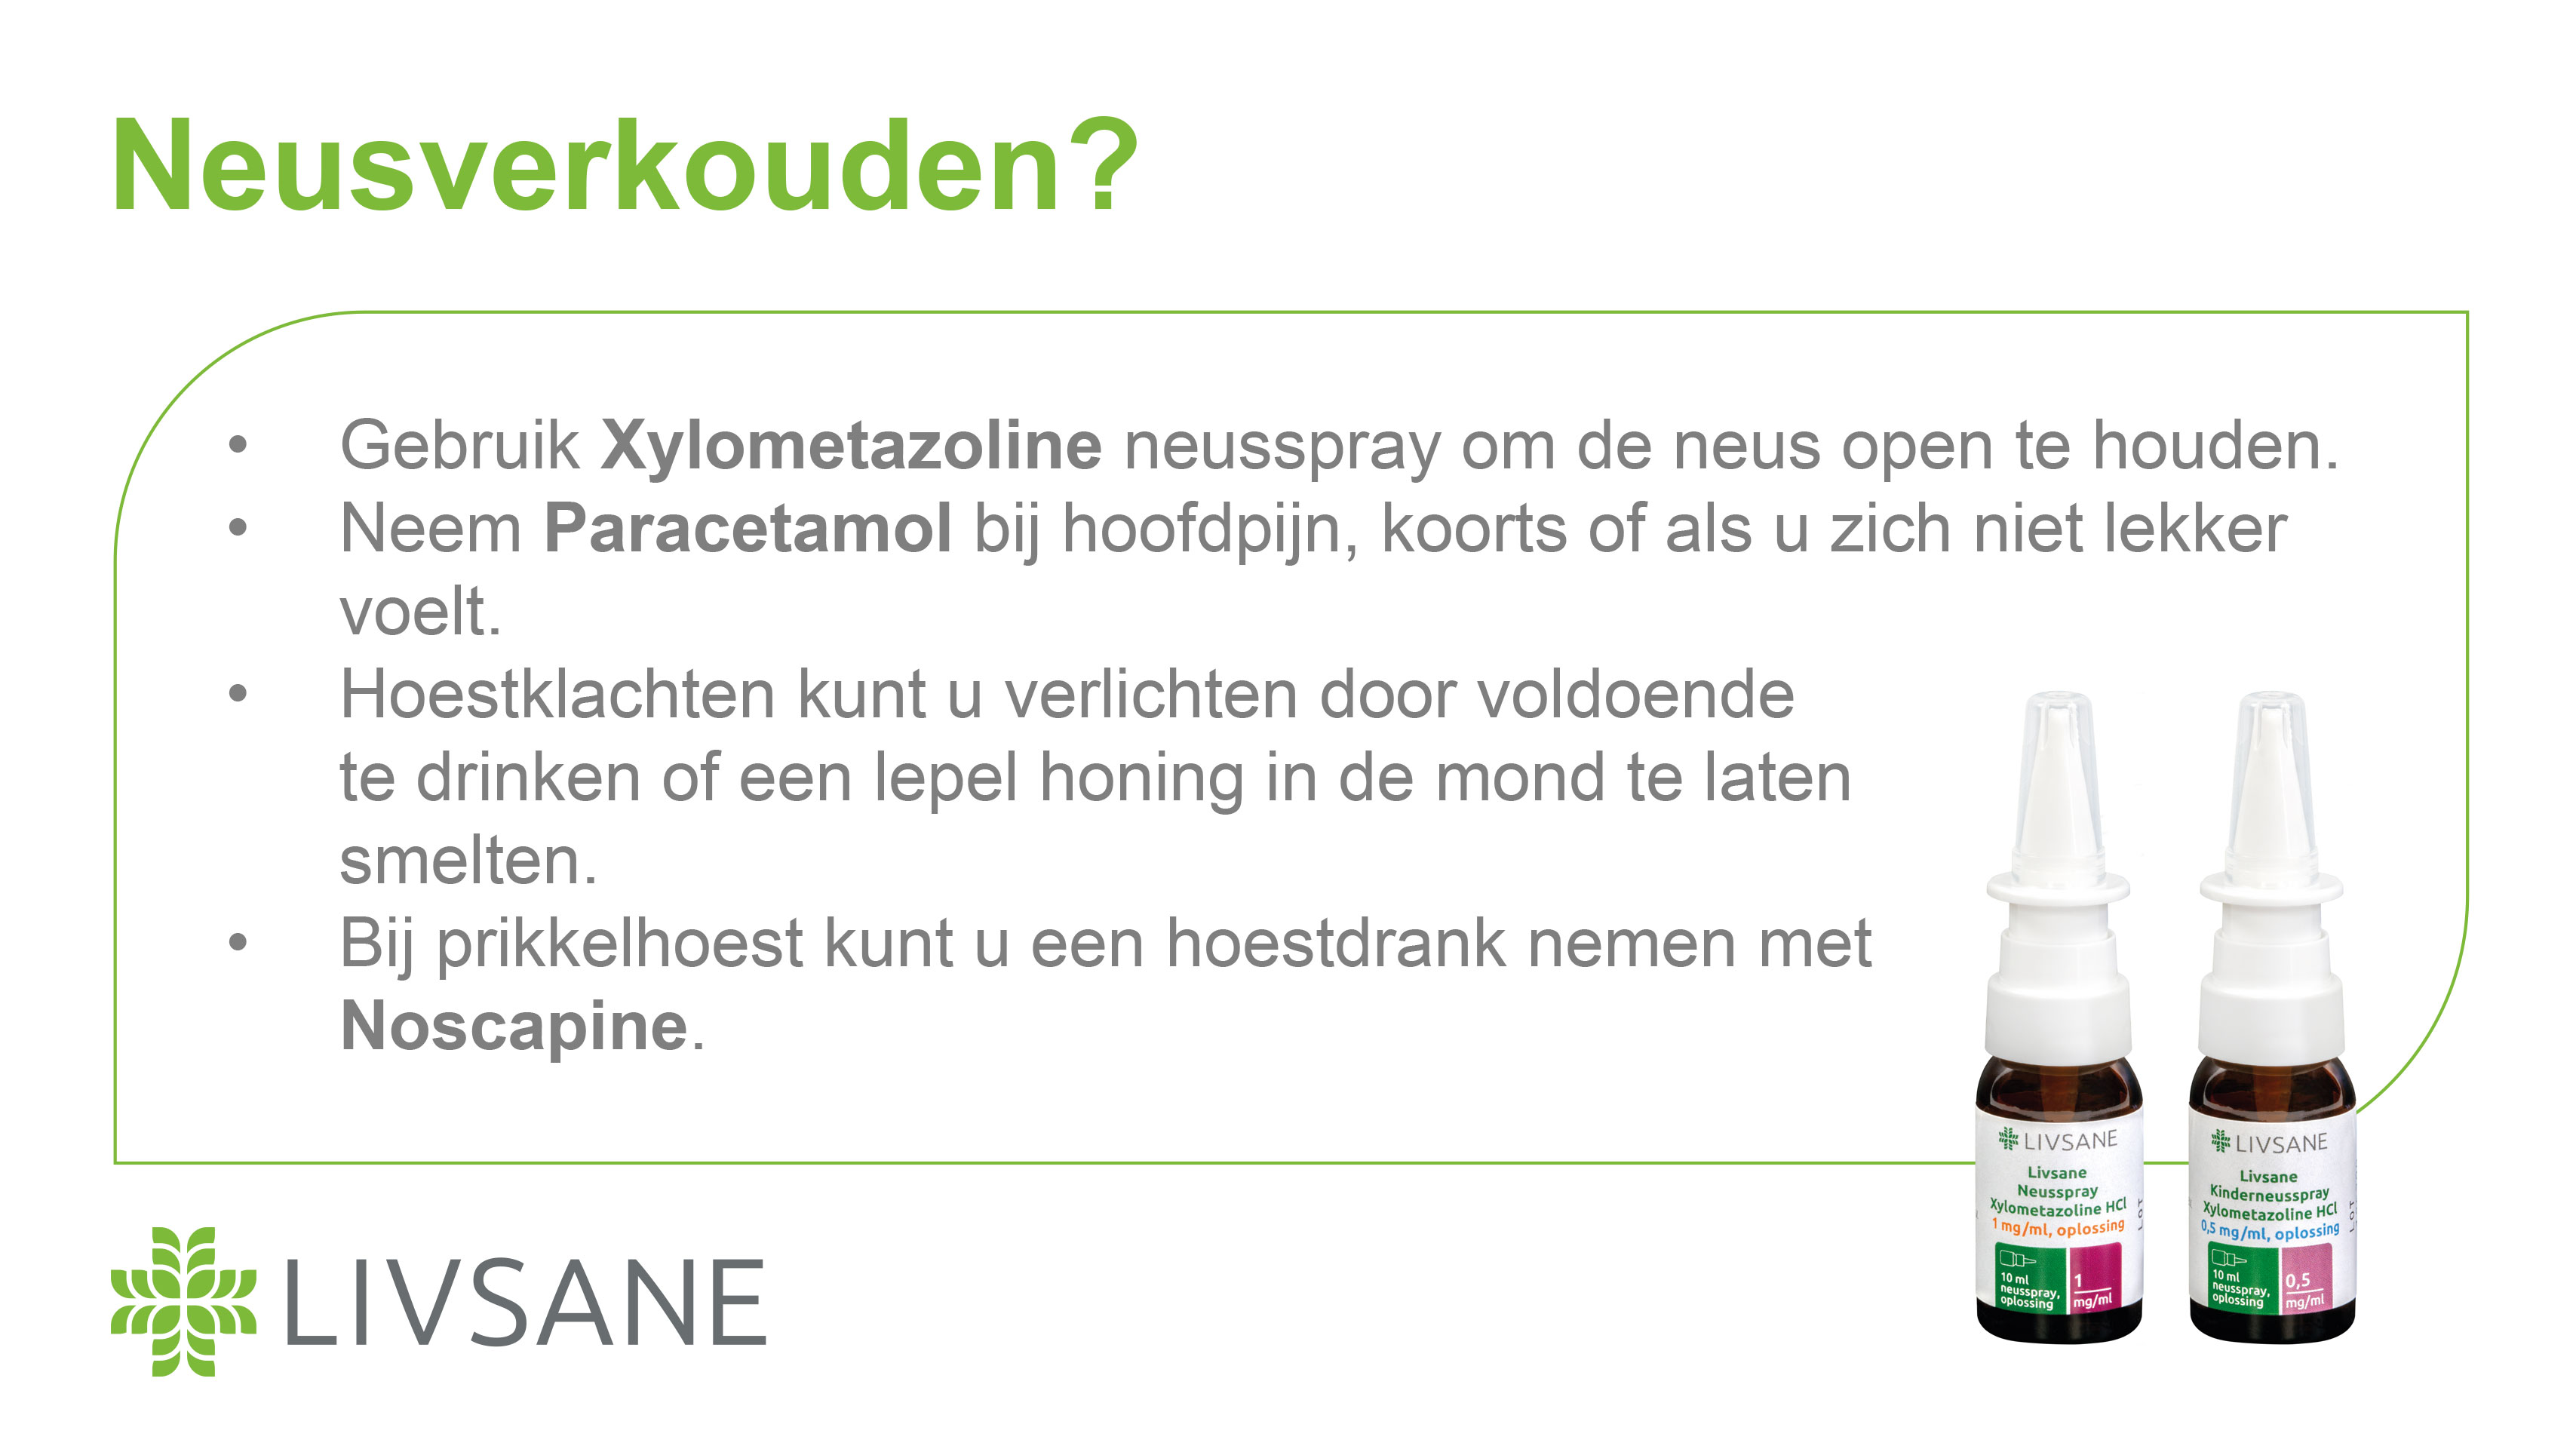 Neusverkouden?
• Gebruik Xylometazoline neusspray om de neus open te houden.
• Neem Paracetamol bij hoofdpijn, koorts of als u zich niet lekker
voelt.
• Hoestklachten kunt u verlichten door voldoende
te drinken of een lepel honing in de mond te laten
smelten.
• Bij prikkelhoest kunt u een hoestdrank nemen met
Noscapine.
LIVSANE
LIVSANE
Livsane
Neusspray
Xylometazoline HCl
1 mg/ml, oplossing
10 ml
neusspray,
oplossing
1
mg/ml
LOT
LIVSANE
Livsane
Kinderneusspray
Xylometazoline HCl
0,5 mg/ml, oplossing
10 ml
neusspray,
oplossing
0,5
mg/ml
LOT